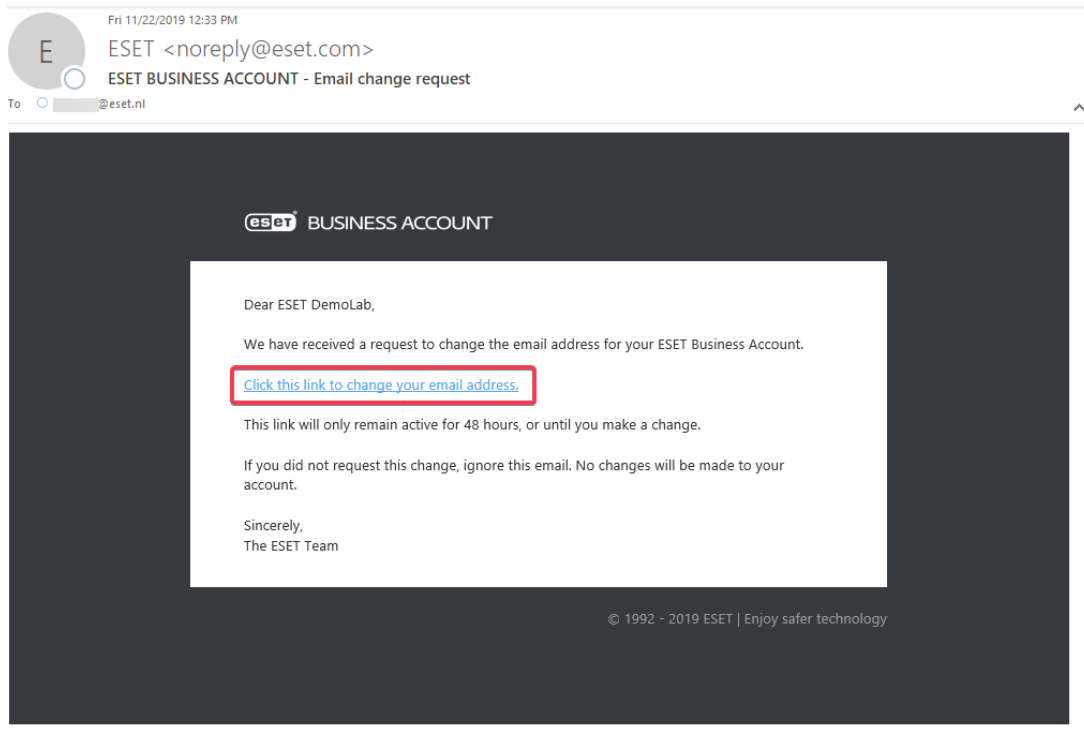 Fri 11/22/2019 12:33 PM
E
ESET <noreply@eset.com>
ESET BUSINESS ACCOUNT - Email change request
To @eset.nl
eset® BUSINESS ACCOUNT
Dear ESET DemoLab,
We have received a request to change the email address for your ESET Business Account.
Click this link to change your email address.
This link will only remain active for 48 hours, or until you make a change.
If you did not request this change, ignore this email. No changes will be made to your
account.
Sincerely,
The ESET Team
© 1992 - 2019 ESET | Enjoy safer technology